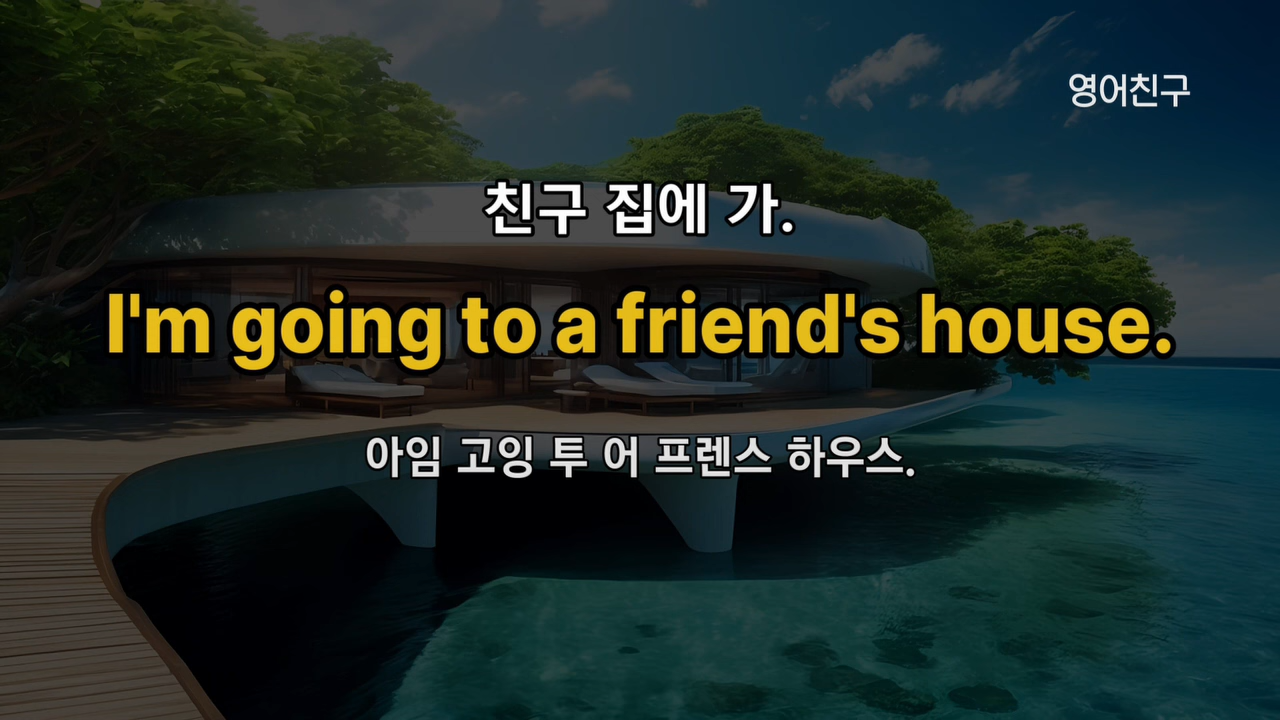 영어친구
친구 집에 가.
I'm going to a friend's house.
아임 고잉 투 어 프렌스 하우스.